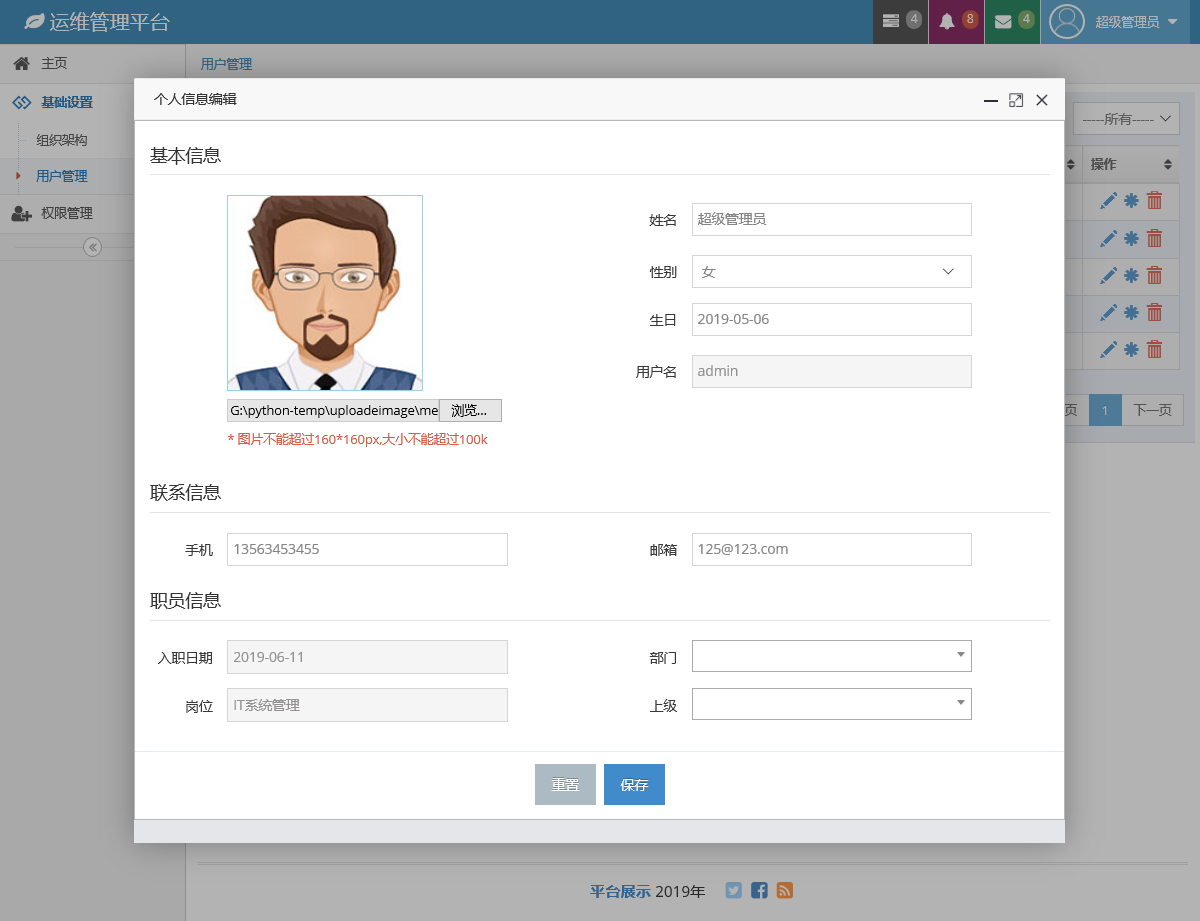 运维管理平台
4
8
4
超级管理员
主页
用户管理
基础设置
组织架构
用户管理
权限管理
个人信息编辑
-----所有-----
操作
基本信息
姓名 超级管理员
性别 女
生日 2019-05-06
用户名 admin
G:\python-temp\uploadeimage\me 浏览...
* 图片不能超过160*160px,大小不能超过100k
页 1 下一页
联系信息
手机 13563453455
邮箱 125@123.com
职员信息
入职日期 2019-06-11
部门
岗位 IT系统管理
上级
重置 保存
平台展示 2019年